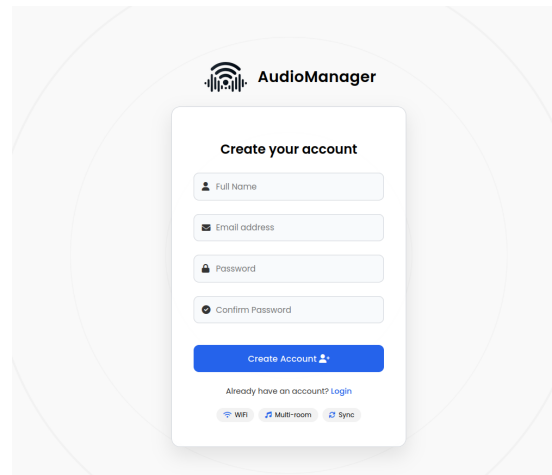 AudioManager
Create your account
Full Name
Email address
Password
Confirm Password
Create Account
Already have an account? Login
WiFi Multi-room Sync